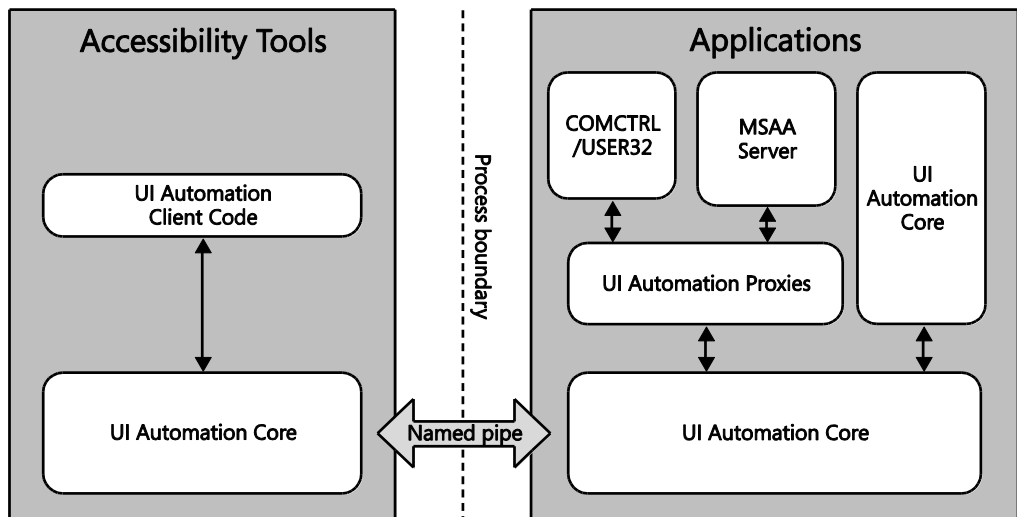 Accessibility Tools
UI Automation
Client Code
UI Automation Core
Process boundary
Named pipe
Applications
COMCTRL
/USER32
MSAA
Server
UI
Automation
Core
UI Automation Proxies
UI Automation Core